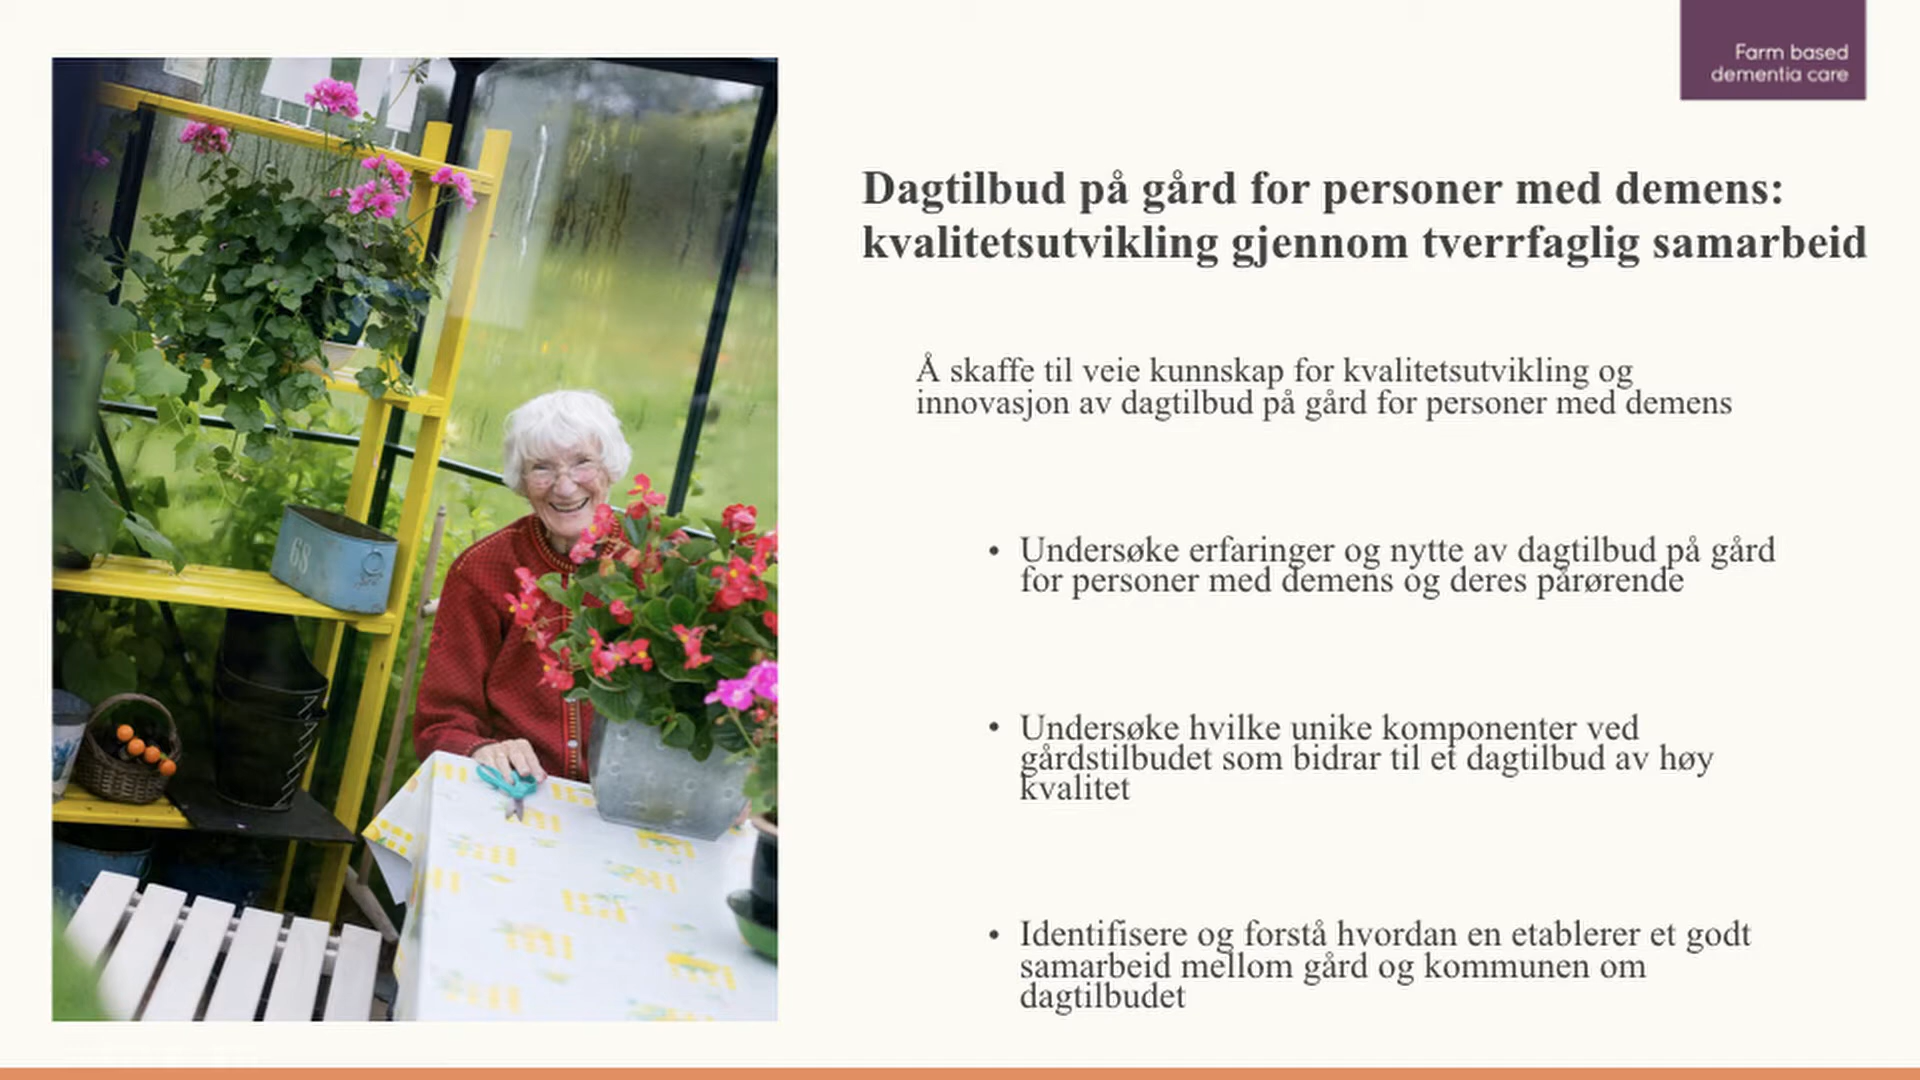 Farm based
dementia care
Dagtilbud på gård for personer med demens:
kvalitetsutvikling gjennom tverrfaglig samarbeid
Å skaffe til veie kunnskap for kvalitetsutvikling og
innovasjon av dagtilbud på gård for personer med demens
• Undersøke erfaringer og nytte av dagtilbud på gård
for personer med demens og deres pårørende
• Undersøke hvilke unike komponenter ved
gårdstilbudet som bidrar til et dagtilbud av høy
kvalitet
• Identifisere og forstå hvordan en etablerer et godt
samarbeid mellom gård og kommunen om
dagtilbudet
68